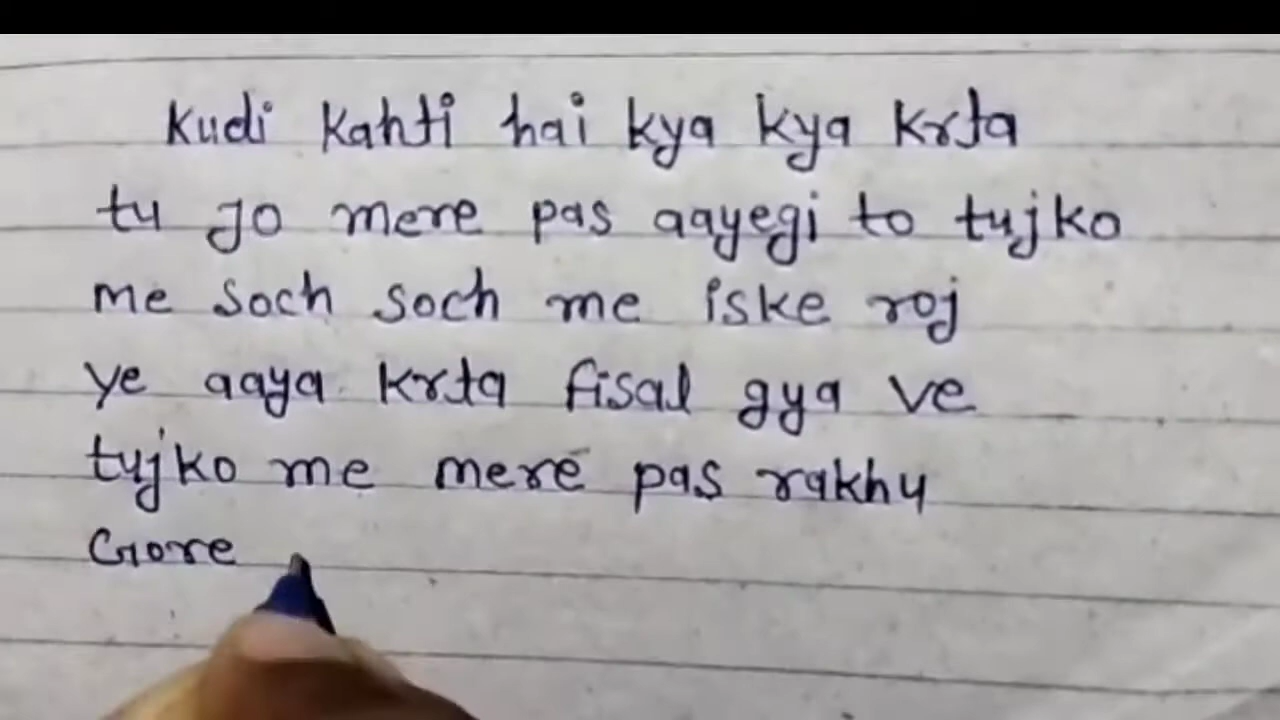 Kudi Kahti hai kya kya krta
tu Jo mere pas aayegi to tujko
me soch soch me iske roj
ye aaya krta fisal gya ve
tujko me mere pas rakhu
Gore